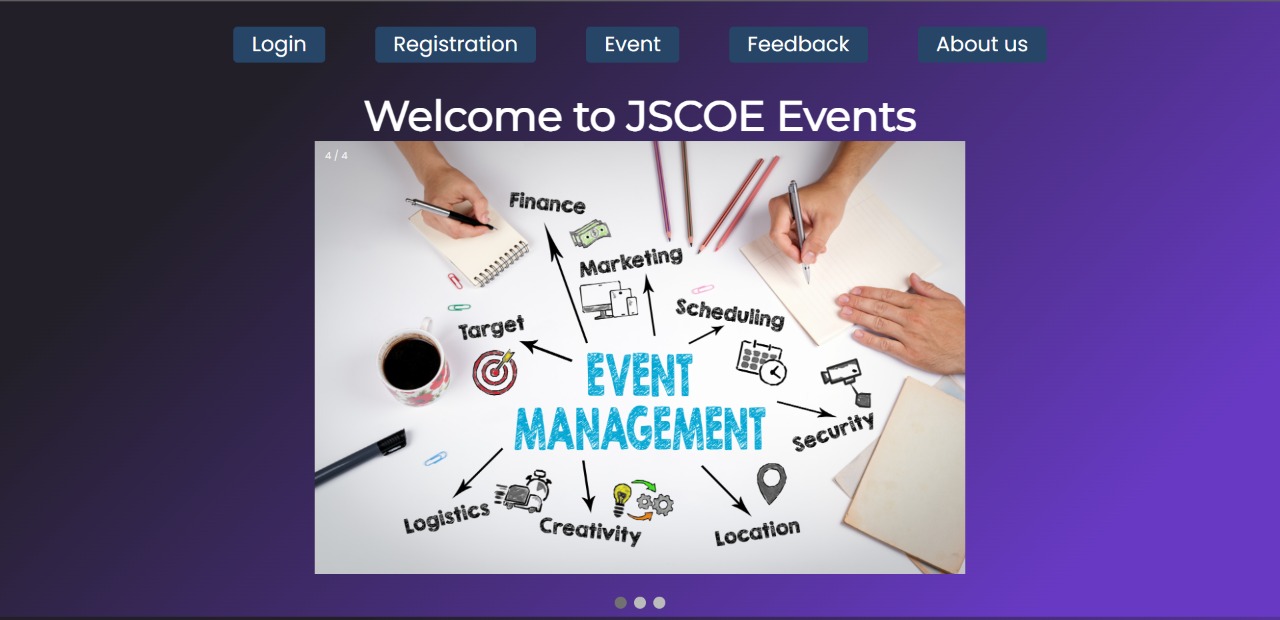 Login
Registration
Event
Feedback
About us
Welcome to JSCOE Events
4 / 4
Finance
Marketing
Scheduling
Target
EVENT
MANAGEMENT
Security
Logistics
Creativity
Location